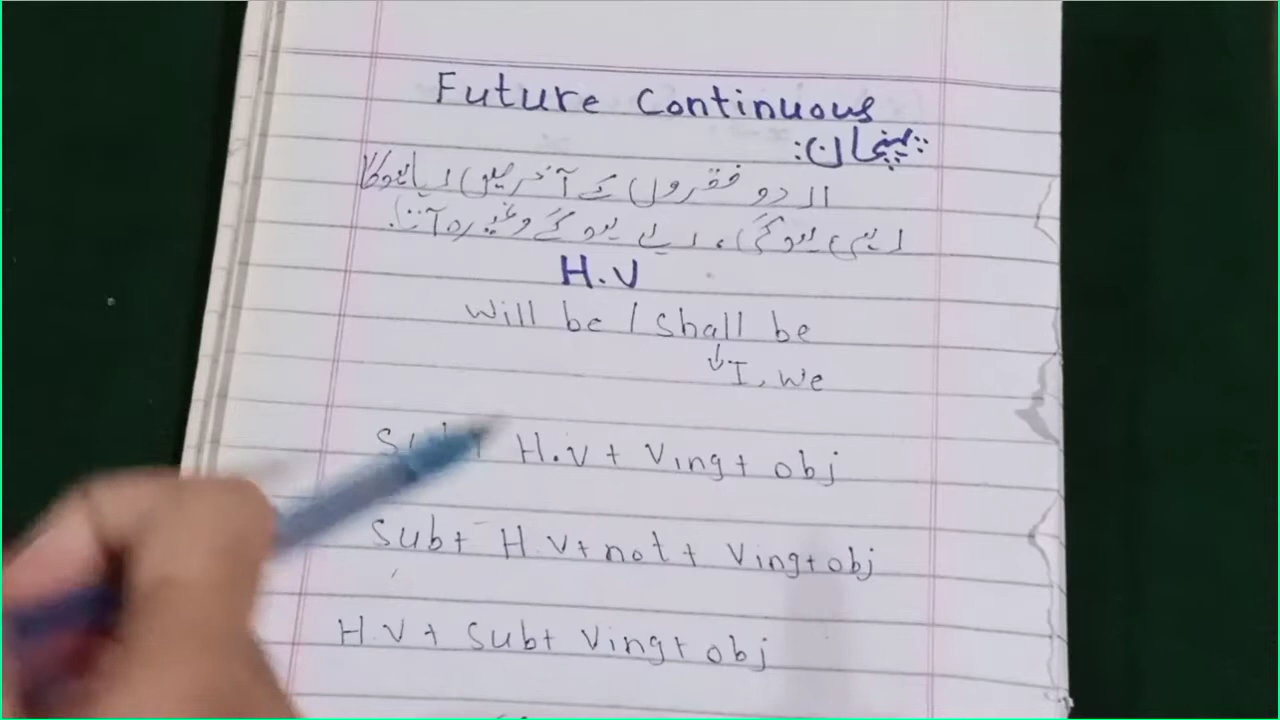 Future Continuous
پہچان:
اردو فقروں کے آخر میں رہا ہوگا
رہی ہوگی، رہے ہوں گے وغیرہ آتا
H.V
will be / Shall be
↓ I, we
Sub+ H.V + Ving + obj
Sub+ H.V + not + Ving + obj
H.V + Sub+ Ving + obj